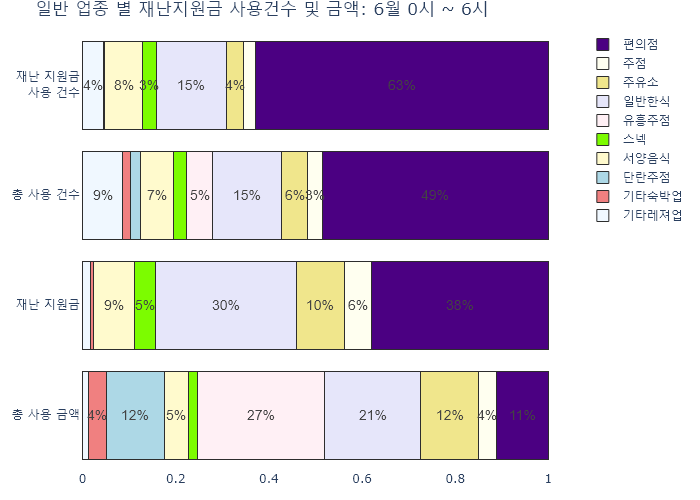 일반 업종 별 재난지원금 사용건수 및 금액: 6월 0시 ~ 6시
재난 지원금
사용 건수
4%
8%
3%
15%
4%
63%
총 사용 건수
9%
7%
5%
15%
6%
3%
49%
재난 지원금
9%
5%
30%
10%
6%
38%
총 사용 금액
4%
12%
5%
27%
21%
12%
4%
11%
0
0.2
0.4
0.6
0.8
1
편의점
주점
주유소
일반한식
유흥주점
스넥
서양음식
단란주점
기타숙박업
기타레져업